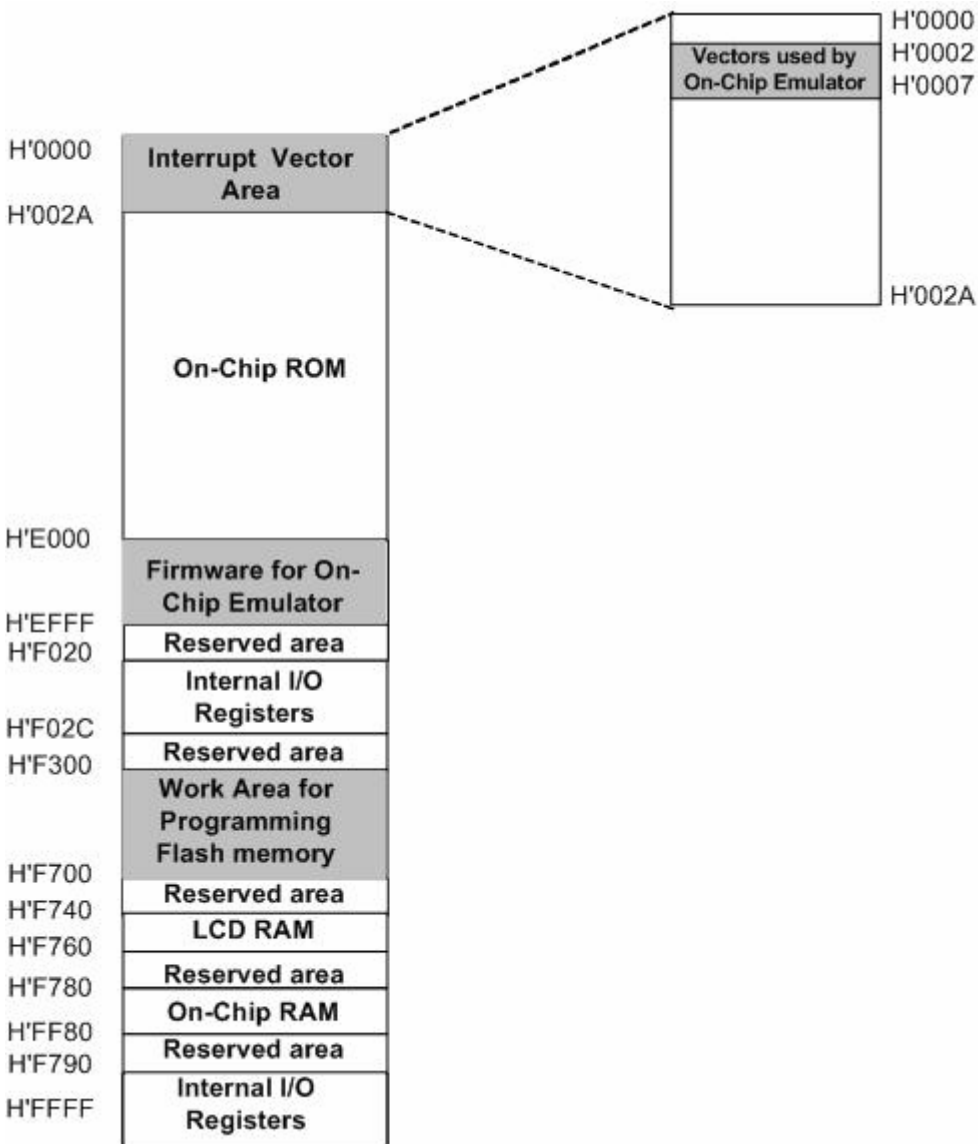 H'0000
Vectors used by
On-Chip Emulator
H'0002
H'0007
H'002A
H'0000
Interrupt Vector
Area
H'002A
On-Chip ROM
H'E000
Firmware for On-
Chip Emulator
H'EFFF
Reserved area
H'F020
Internal I/O
Registers
H'F02C
Reserved area
H'F300
Work Area for
Programming
Flash memory
H'F700
Reserved area
H'F740
LCD RAM
H'F760
Reserved area
H'F780
On-Chip RAM
H'FF80
Reserved area
H'F790
Internal I/O
Registers
H'FFFF